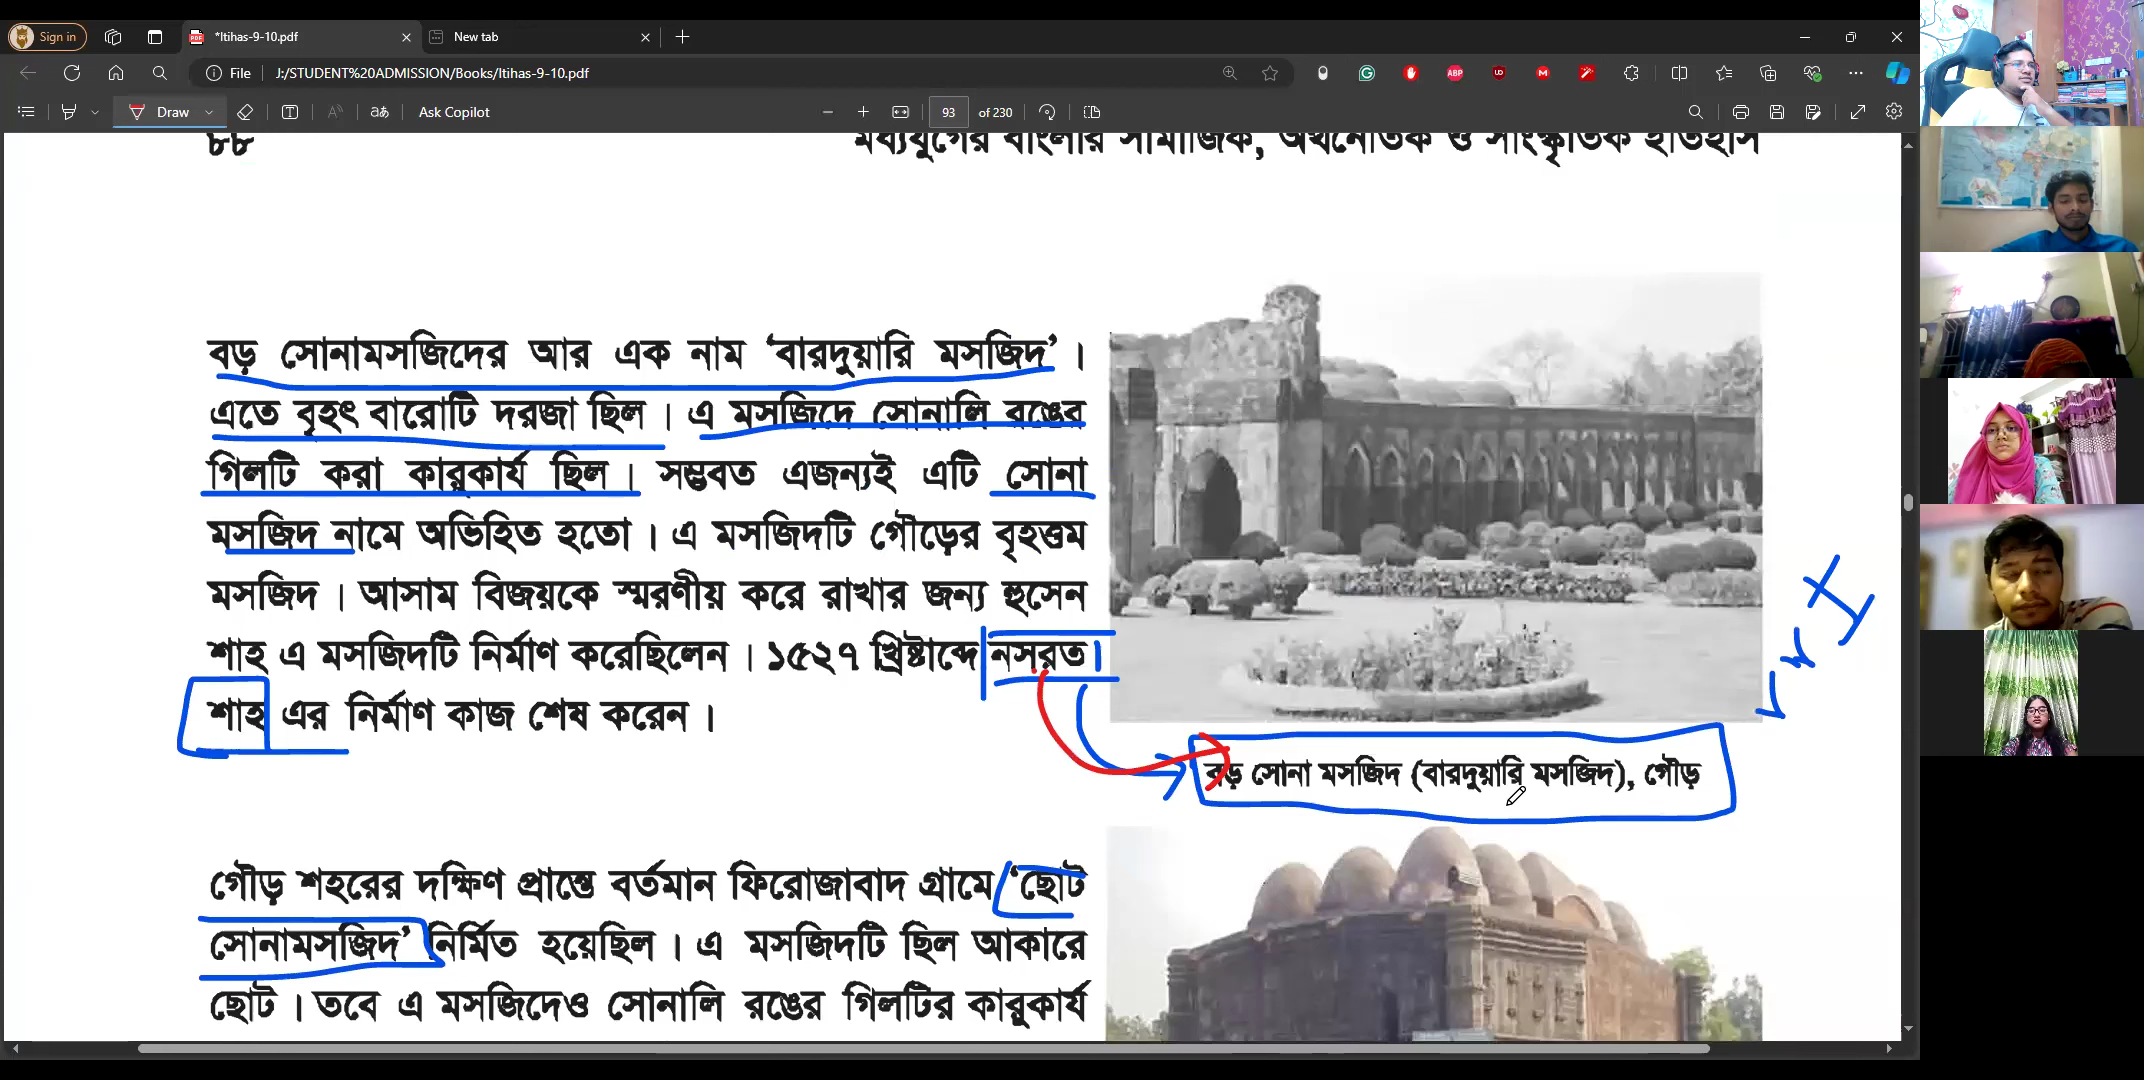 Sign in
*Itihas-9-10.pdf
New tab
File
J:/STUDENT%20ADMISSION/Books/Itihas-9-10.pdf
Draw
Ask Copilot
93
of 230
৮৮
মধ্যযুগের বাংলার সামাজিক, অর্থনৈতিক ও সাংস্কৃতিক ইতিহাস
বড় সোনামসজিদের আর এক নাম ‘বারদুয়ারি মসজিদ’।
এতে বৃহৎ বারোটি দরজা ছিল। এ মসজিদে সোনালি রঙের
গিলটি করা কারুকার্য ছিল। সম্ভবত এজন্যই এটি সোনা
মসজিদ নামে অভিহিত হতো। এ মসজিদটি গৌড়ের বৃহত্তম
মসজিদ। আসাম বিজয়কে স্মরণীয় করে রাখার জন্য হুসেন
শাহ এ মসজিদটি নির্মাণ করেছিলেন। ১৫২৭ খ্রিষ্টাব্দে নসরত
শাহ এর নির্মাণ কাজ শেষ করেন।
বড় সোনা মসজিদ (বারদুয়ারি মসজিদ), গৌড়
গৌড় শহরের দক্ষিণ প্রান্তে বর্তমান ফিরোজাবাদ গ্রামে ‘ছোট
সোনামসজিদ’ নির্মিত হয়েছিল। এ মসজিদটি ছিল আকারে
ছোট। তবে এ মসজিদেও সোনালি রঙের গিলটির কারুকার্য